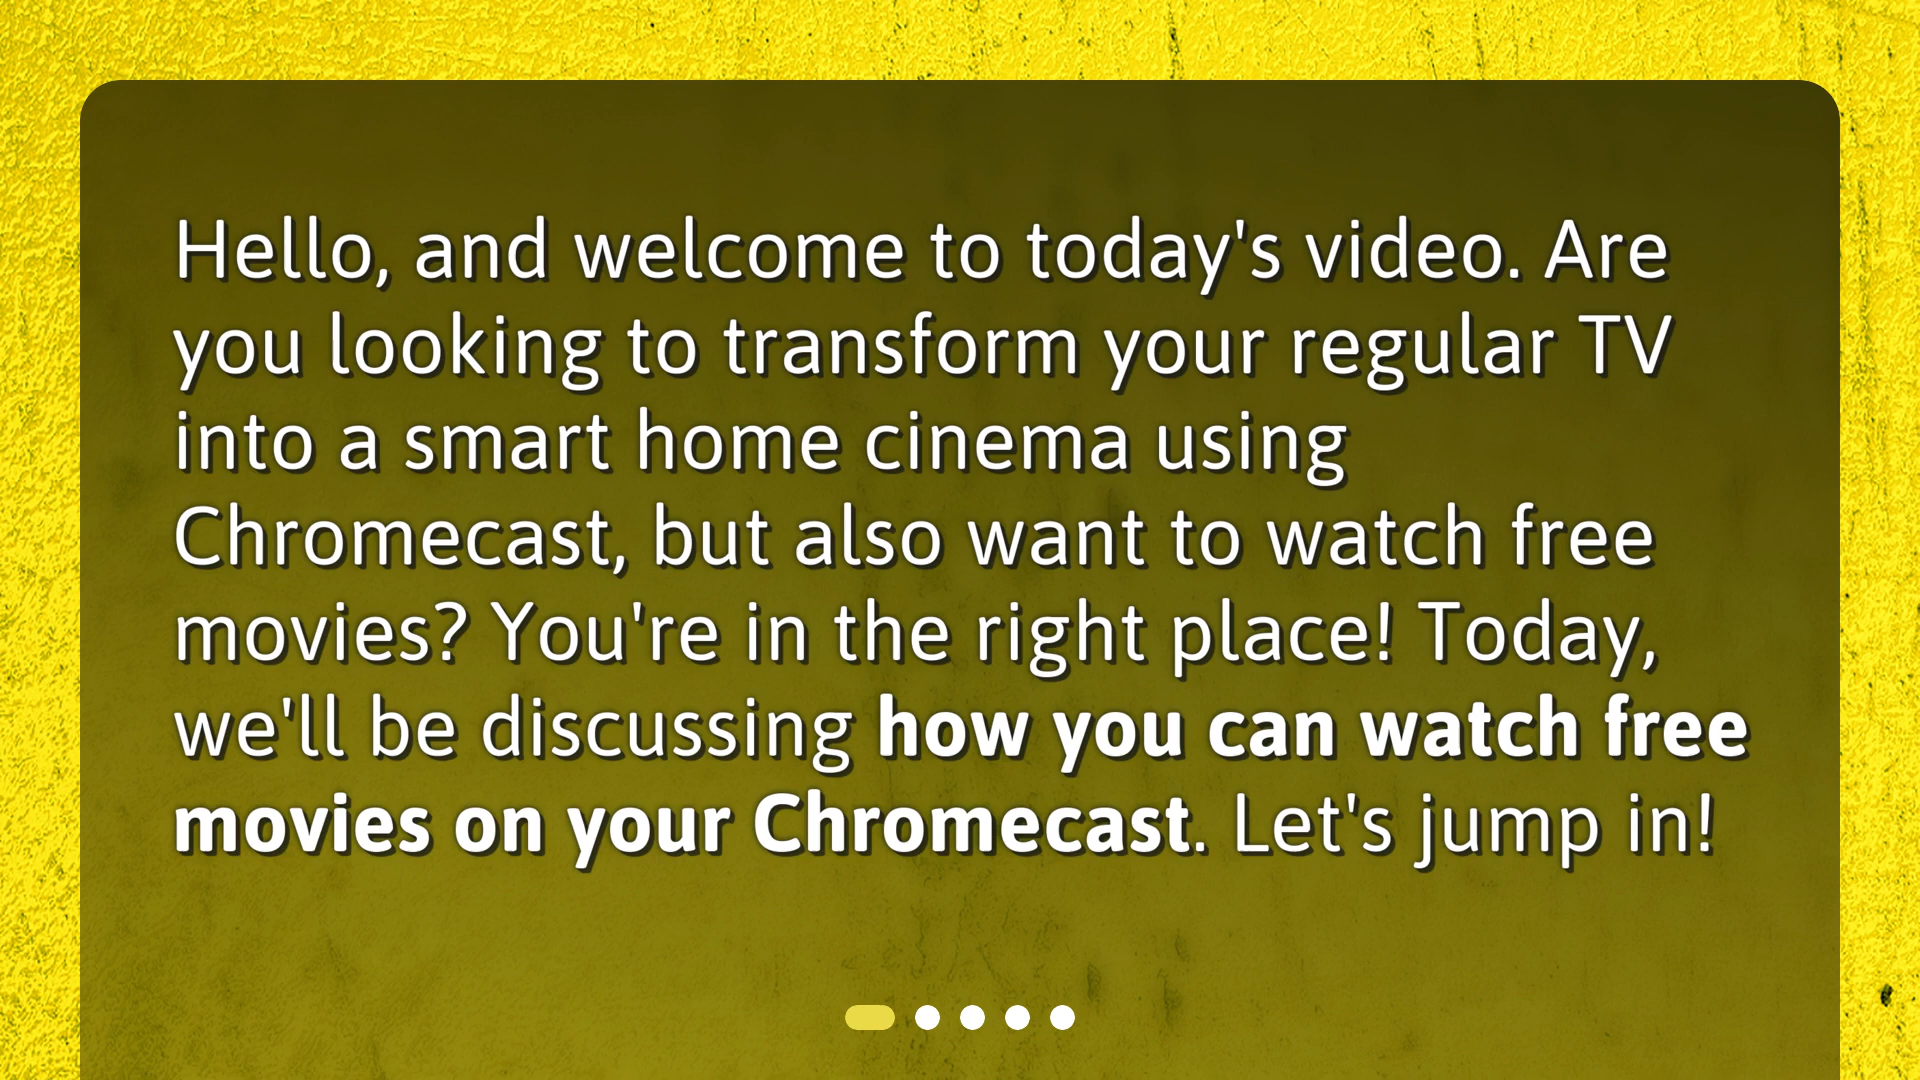 Hello, and welcome to today's video. Are
you looking to transform your regular TV
into a smart home cinema using
Chromecast, but also want to watch free
movies? You're in the right place! Today,
we'll be discussing how you can watch free
movies on your Chromecast. Let's jump in!